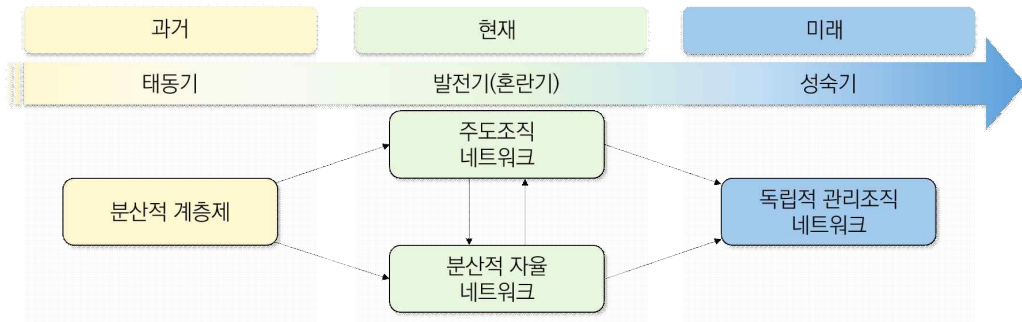 과거
현재
미래
태동기
발전기(혼란기)
성숙기
주도조직
네트워크
분산적 계층제
독립적 관리조직
네트워크
분산적 자율
네트워크